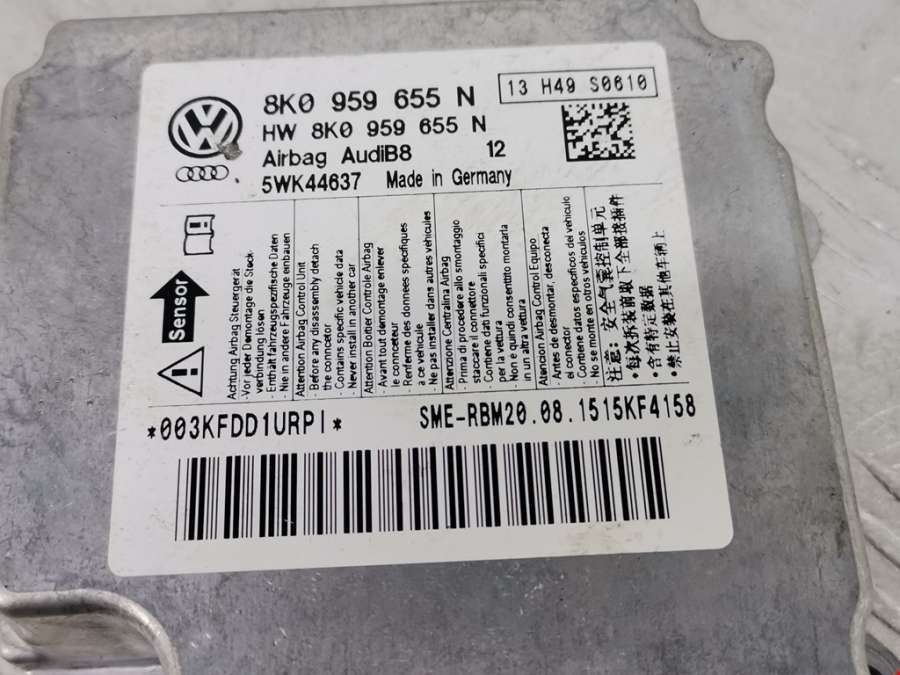 8K0 959 655 N
13 H49 S0610
HW 8K0 959 655 N
Airbag AudiB8 12
5WK44637 Made in Germany
Sensor
Achtung Airbag Steuergerät
- Vor jeder Demontage die Steck-
verbindung lösen
- Enthält fahrzeugspezifische Daten
- Nie in andere Fahrzeuge einbauen
Attention Airbag Control Unit
- Before any disassembly detach
the connector
- Contains specific vehicle data
- Never install in another car
Attention Boîtier Controle Airbag
- Avant tout démontage enlever
le connceteur
- Renferme des données spécifiques
a ce véhicule
- Ne pas installer dans autres véhicules
Attenzione Centralina Airbag
- Prima di procedere allo smontaggio
staccare il connettore
- Contiene dati funzionali specifici
per la vettura
- Non e quindi consentito montarla
in un altra vettura
Atencion Airbag Control Equipo
- Antes de desmontar, desconecta
el conector
- Contiene datos especificos del vehiculo
- No se monte en otros vehículos
注意: 安全气囊控制单元
•每次拆装前取下全部接插件
•含有特定数据
•禁止安装在其他车辆上
*003KFDD1URPI*
SME-RBM20.08.1515KF4158